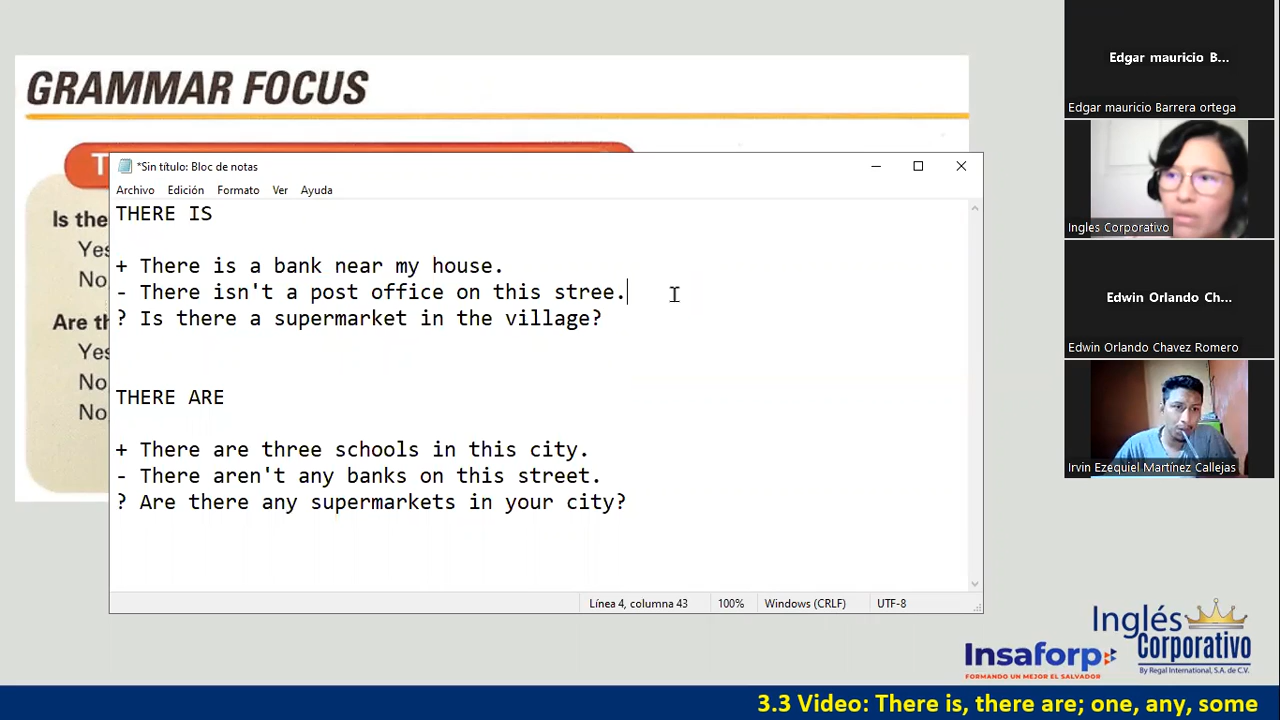 GRAMMAR FOCUS
T
Is the
Yes
No
Are th
Yes
No
No
*Sin título: Bloc de notas
Archivo Edición Formato Ver Ayuda
THERE IS
+ There is a bank near my house.
- There isn't a post office on this stree.
? Is there a supermarket in the village?
THERE ARE
+ There are three schools in this city.
- There aren't any banks on this street.
? Are there any supermarkets in your city?
Línea 4, columna 43 100% Windows (CRLF) UTF-8
Edgar mauricio B...
Edgar mauricio Barrera ortega
Ingles Corporativo
Edwin Orlando Ch...
Edwin Orlando Chavez Romero
Irvin Ezequiel Martínez Callejas
Insaforp
FORMANDO UN MEJOR EL SALVADOR
Inglés
Corporativo
By Regal International, S.A. de C.V.
3.3 Video: There is, there are; one, any, some